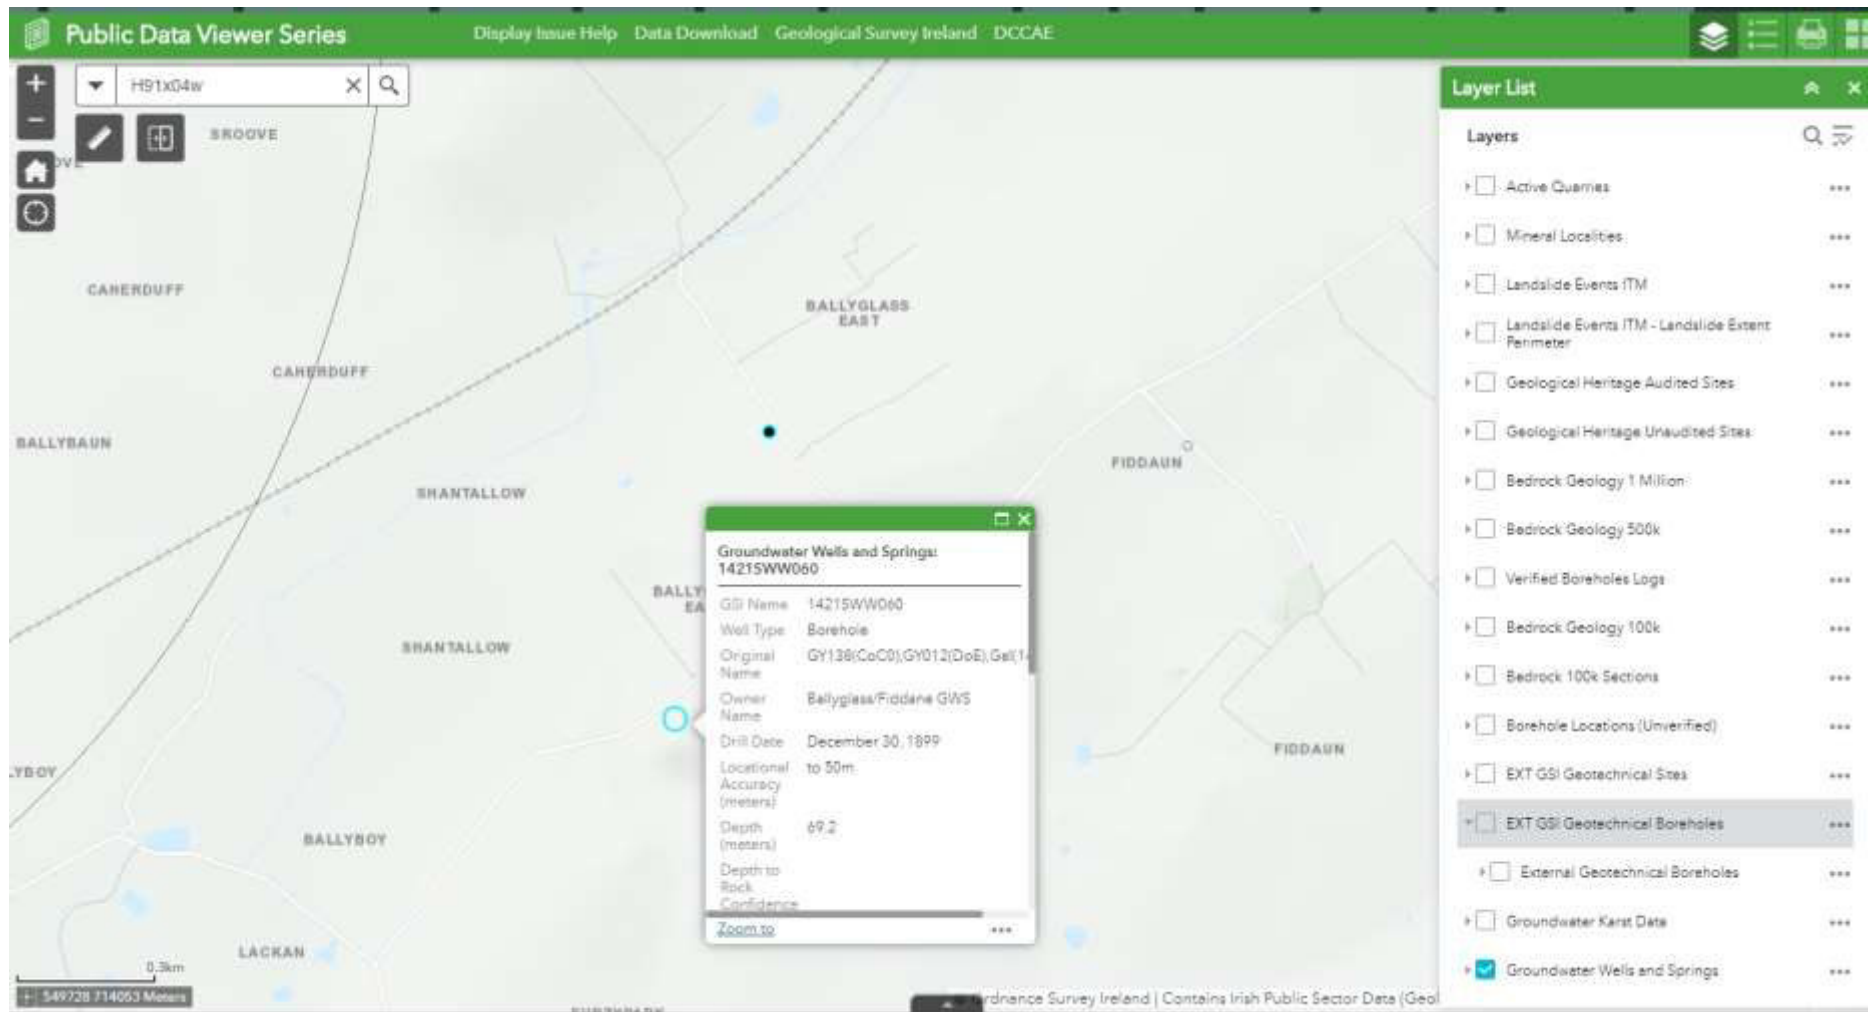 Public Data Viewer Series
Display Issue Help Data Download Geological Survey Ireland DCCAE
H91x04w
SROOVE
CAHERDUFF
BALLYGLASS
EAST
CAHERDUFF
BALLYBAUN
FIDDAUN
SHANTALLOW
BALLY
EA
SHANTALLOW
FIDDAUN
LYBOY
BALLYBOY
LACKAN
0.3km
549728 714053 Meters
Groundwater Wells and Springs:
14215WW060
GSI Name 14215WW060
Well Type Borehole
Original
Name
GY136(CoC0),GY012(DoE),Gal(14
Owner
Name
Ballyglass/Fiddane GWS
Drill Date December 30, 1899
Locational
Accuracy
(meters)
to 50m
Depth
(meters)
69.2
Depth to
Rock
Confidence
Zoom to
Ordnance Survey Ireland | Contains Irish Public Sector Data (Geol
Layer List
Layers
Active Quarries
Mineral Localities
Landslide Events ITM
Landslide Events ITM - Landslide Extent
Perimeter
Geological Heritage Audited Sites
Geological Heritage Unaudited Sites
Bedrock Geology 1 Million
Bedrock Geology 500k
Verified Boreholes Logs
Bedrock Geology 100k
Bedrock 100k Sections
Borehole Locations (Unverified)
EXT GSI Geotechnical Sites
EXT GSI Geotechnical Boreholes
External Geotechnical Boreholes
Groundwater Karst Data
Groundwater Wells and Springs